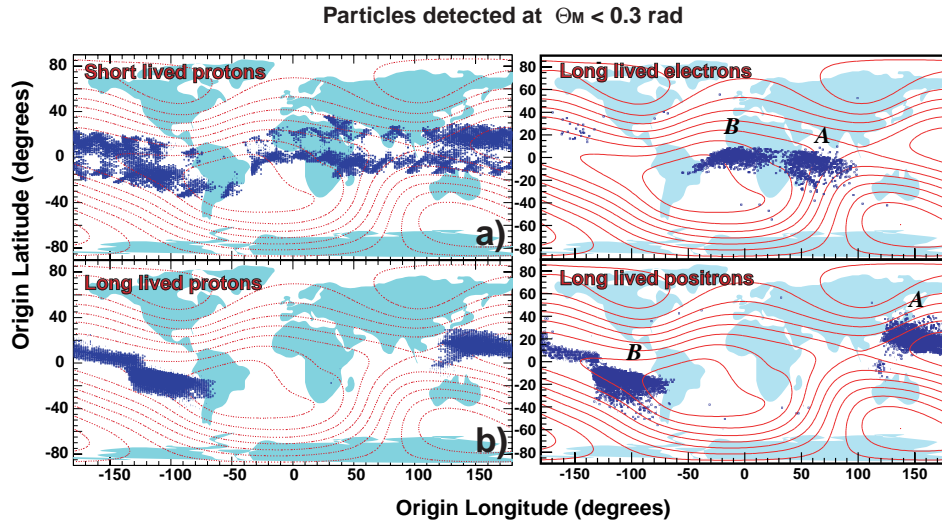 Particles detected at ΘM < 0.3 rad
Origin Latitude (degrees)
Short lived protons
80
40
0
-40
-80
a)
Long lived electrons
B
A
80
60
40
20
0
-20
-40
-60
-80
Long lived protons
80
40
0
-40
-80
b)
-150 -100 -50 0 50 100 150
Long lived positrons
B
A
80
60
40
20
0
-20
-40
-60
-80
-150 -100 -50 0 50 100 150
Origin Longitude (degrees)